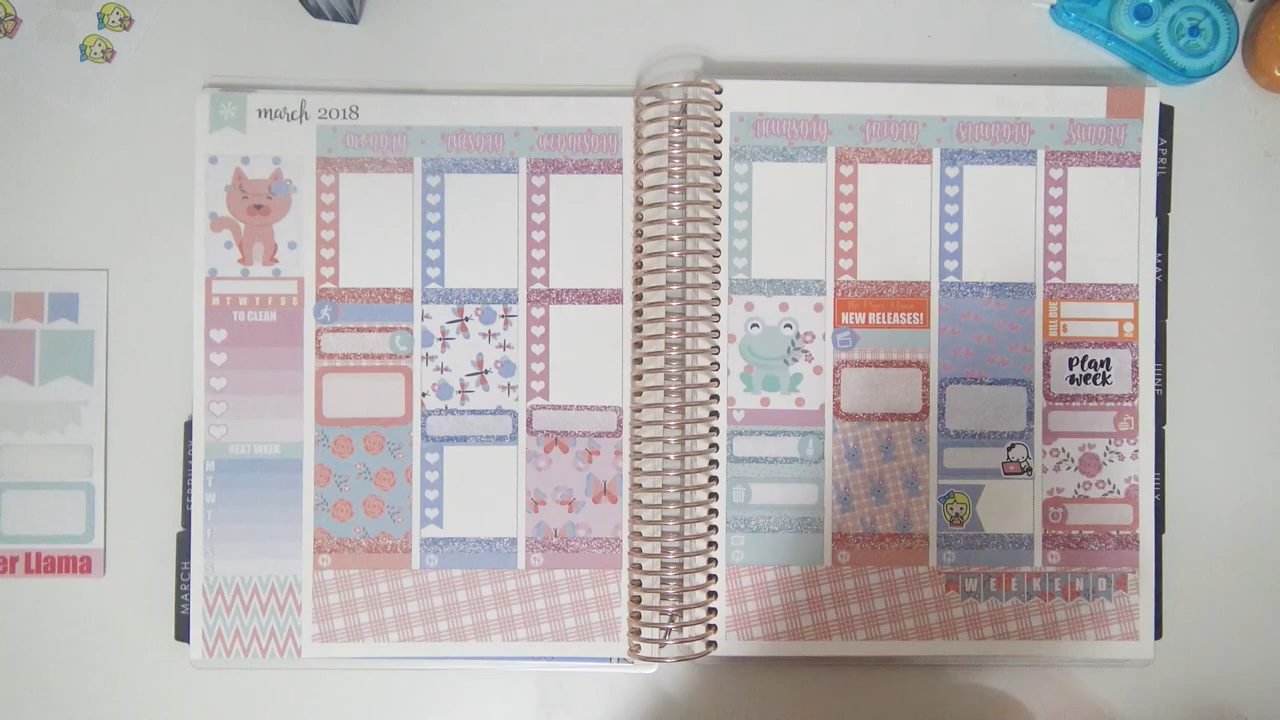 march 2018
monday
tuesday
wednesday
thursday
friday
saturday
sunday
M T W T F S S
TO CLEAN
NEXT WEEK
M
T
W
T
F
S
S
NEW RELEASES!
BILL DUE
$
Plan
week
WEEKEND
FEBRUARY
MARCH
APRIL
MAY
JUNE
JULY
er Llama